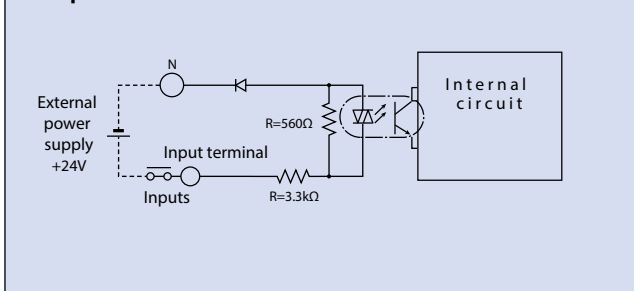 N
External
power
supply
+24V
Input terminal
Inputs
R=560Ω
R=3.3kΩ
Internal
circuit